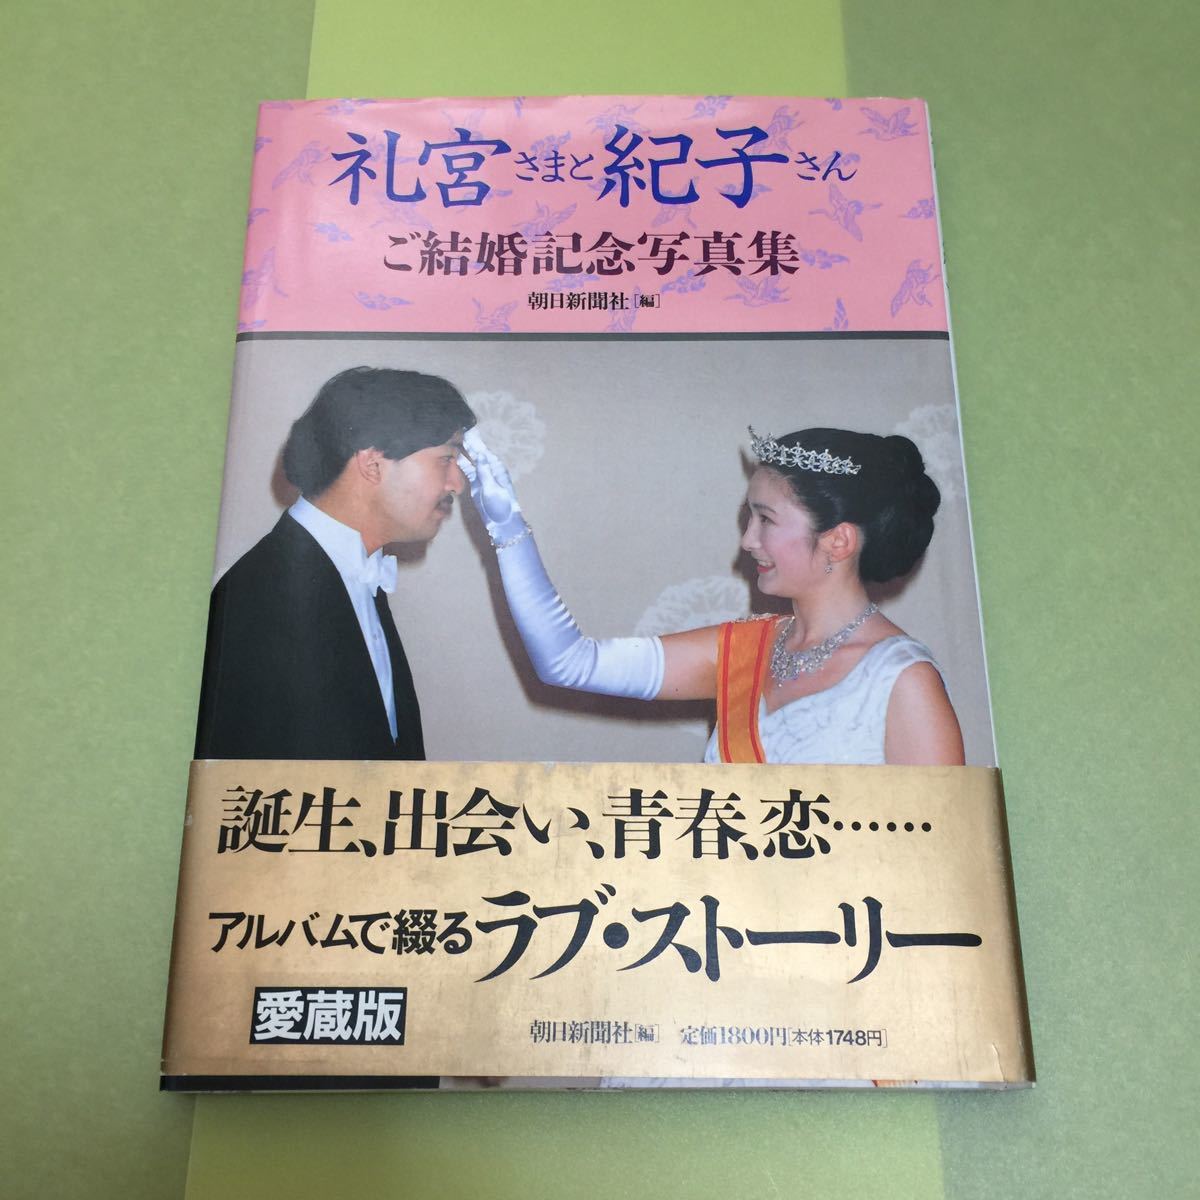 礼宮さまと紀子さん
ご結婚記念写真集
朝日新聞社[編]
誕生、出会い、青春、恋……
アルバムで綴るラブ・ストーリー
愛蔵版
朝日新聞社[編] 定価1800円[本体1748円]